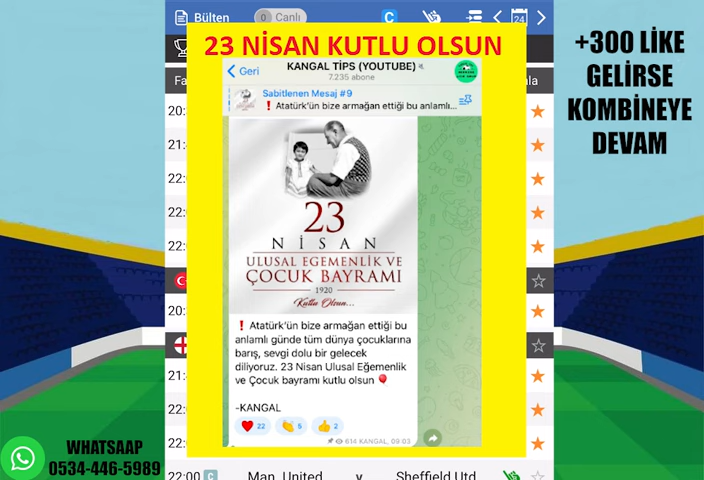 Bülten
0 Canlı
C
24
23 NİSAN KUTLU OLSUN
+300 LİKE
GELİRSE
KOMBİNEYE
DEVAM
Geri
KANGAL TİPS (YOUTUBE)
7.235 abone
Sabitlenen Mesaj #9
❗ Atatürk'ün bize armağan ettiği bu anlamlı...
23
NİSAN
ULUSAL EGEMENLİK VE
ÇOCUK BAYRAMI
1920
Kutlu Olsun...
❗ Atatürk'ün bize armağan ettiği bu
anlamlı günde tüm dünya çocuklarına
barış, sevgi dolu bir gelecek
diliyoruz. 23 Nisan Ulusal Eğemenlik
ve Çocuk bayramı kutlu olsun 🎈
-KANGAL
❤️ 22 👏 5 👍 2
614 KANGAL, 09:03
WHATSAAP
0534-446-5989
22:00 C Man. United v Sheffield Utd